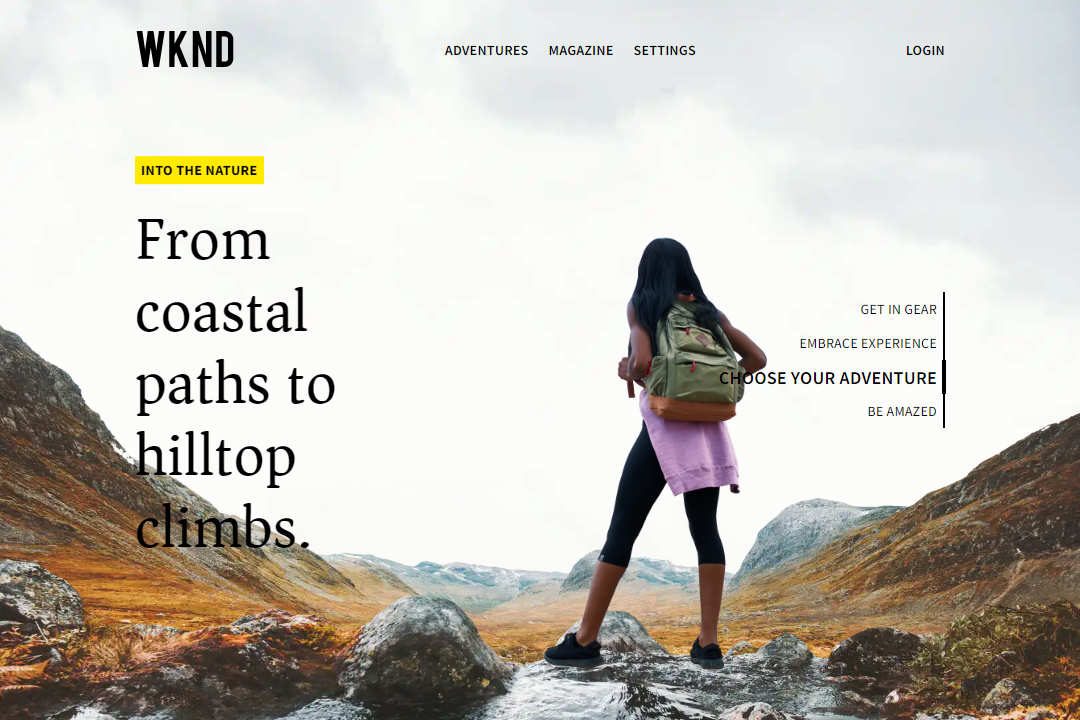 WKND
ADVENTURES MAGAZINE SETTINGS
LOGIN
INTO THE NATURE
From
coastal
paths to
hilltop
climbs.
GET IN GEAR
EMBRACE EXPERIENCE
CHOOSE YOUR ADVENTURE
BE AMAZED